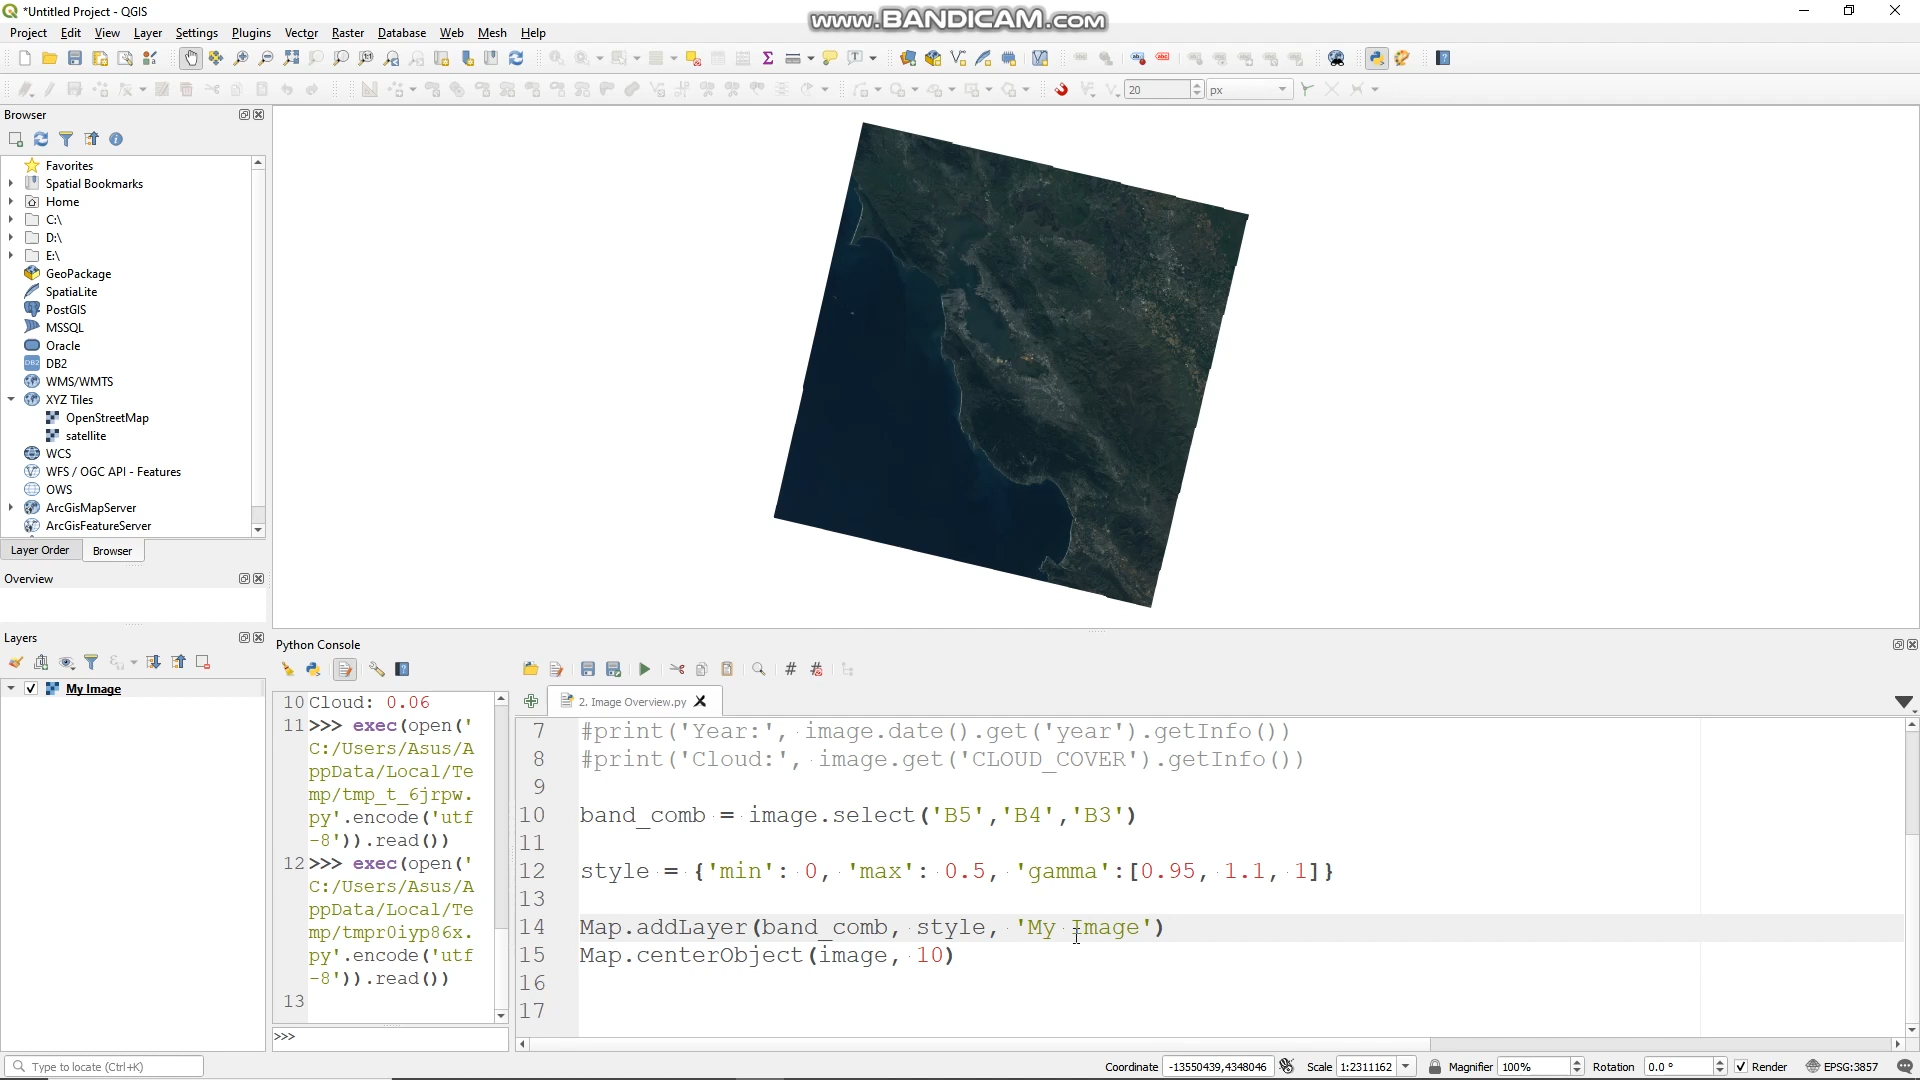 *Untitled Project - QGIS
www.BANDICAM.com
Project Edit View Layer Settings Plugins Vector Raster Database Web Mesh Help
20 px
Browser
Favorites
Spatial Bookmarks
Home
C:\
D:\
E:\
GeoPackage
SpatiaLite
PostGIS
MSSQL
Oracle
DB2
WMS/WMTS
XYZ Tiles
OpenStreetMap
satellite
WCS
WFS / OGC API - Features
OWS
ArcGisMapServer
ArcGisFeatureServer
Layer Order Browser
Overview
Layers
My Image
Python Console
10 Cloud: 0.06
11 >>> exec(open('
C:/Users/Asus/A
ppData/Local/Te
mp/tmp_t_6jrpw.
py'.encode('utf
-8')).read())
12 >>> exec(open('
C:/Users/Asus/A
ppData/Local/Te
mp/tmpr0iyp86x.
py'.encode('utf
-8')).read())
13
>>>
2. Image Overview.py
7 #print('Year:', image.date().get('year').getInfo())
8 #print('Cloud:', image.get('CLOUD_COVER').getInfo())
9
10 band_comb = image.select('B5','B4','B3')
11
12 style = {'min': 0, 'max': 0.5, 'gamma':[0.95, 1.1, 1]}
13
14 Map.addLayer(band_comb, style, 'My Image')
15 Map.centerObject(image, 10)
16
17
Type to locate (Ctrl+K)
Coordinate -13550439,4348046 Scale 1:2311162 Magnifier 100% Rotation 0.0 ° Render EPSG:3857